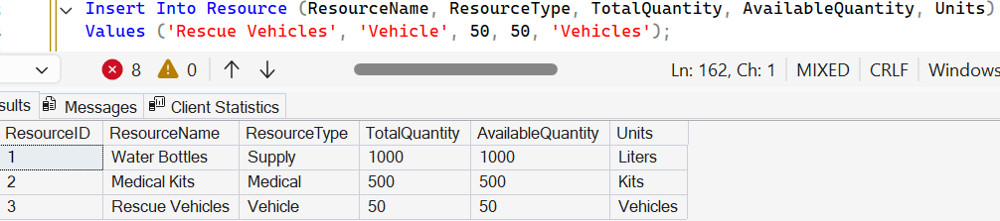 Insert Into Resource (ResourceName, ResourceType, TotalQuantity, AvailableQuantity, Units)
Values ('Rescue Vehicles', 'Vehicle', 50, 50, 'Vehicles');
8 0 Ln: 162, Ch: 1 MIXED CRLF Windows
sults Messages Client Statistics
ResourceID ResourceName ResourceType TotalQuantity AvailableQuantity Units
1 Water Bottles Supply 1000 1000 Liters
2 Medical Kits Medical 500 500 Kits
3 Rescue Vehicles Vehicle 50 50 Vehicles